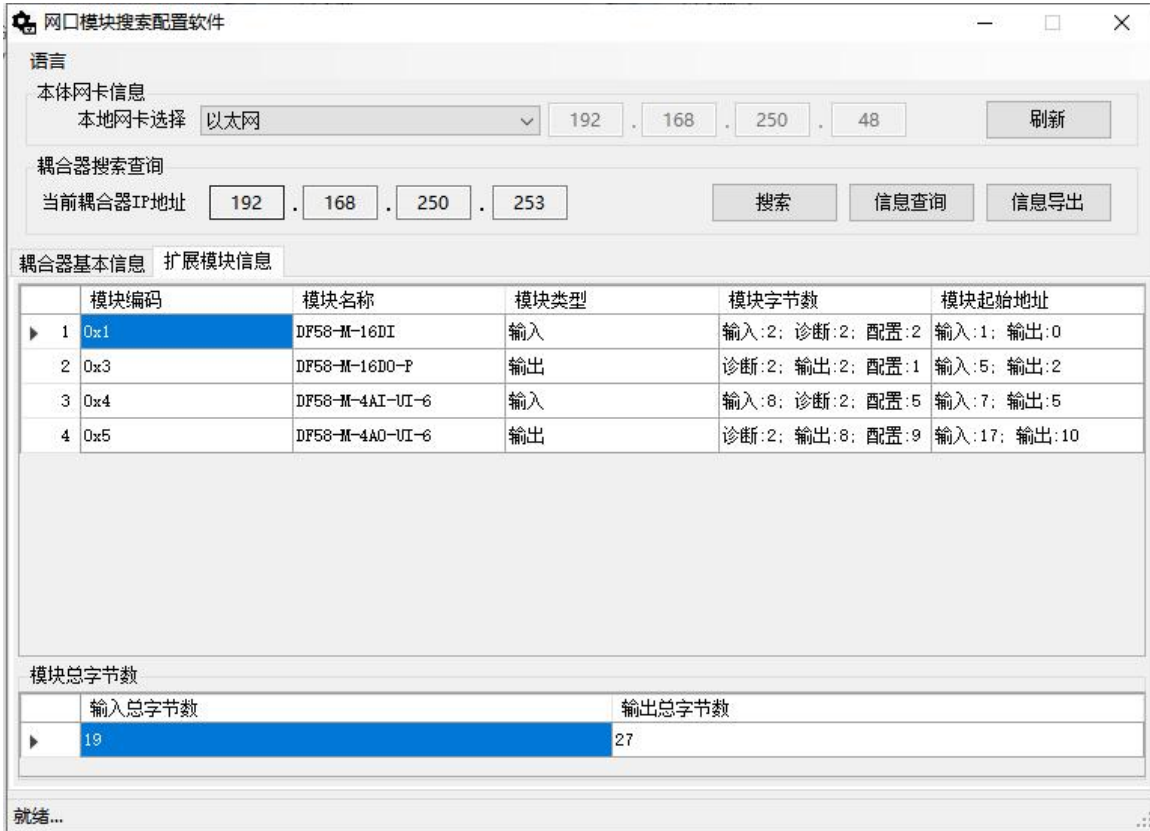 网口模块搜索配置软件
语言
本体网卡信息
本地网卡选择 以太网 192 . 168 . 250 . 48 刷新
耦合器搜索查询
当前耦合器IP地址 192 . 168 . 250 . 253 搜索 信息查询 信息导出
耦合器基本信息 扩展模块信息
模块编码 模块名称 模块类型 模块字节数 模块起始地址
1 0x1 DF58-M-16DI 输入 输入:2; 诊断:2; 配置:2 输入:1; 输出:0
2 0x3 DF58-M-16DO-P 输出 诊断:2; 输出:2; 配置:1 输入:5; 输出:2
3 0x4 DF58-M-4AI-UI-6 输入 输入:8; 诊断:2; 配置:5 输入:7; 输出:5
4 0x5 DF58-M-4AO-UI-6 输出 诊断:2; 输出:8; 配置:9 输入:17; 输出:10
模块总字节数
输入总字节数 输出总字节数
19 27
就绪...